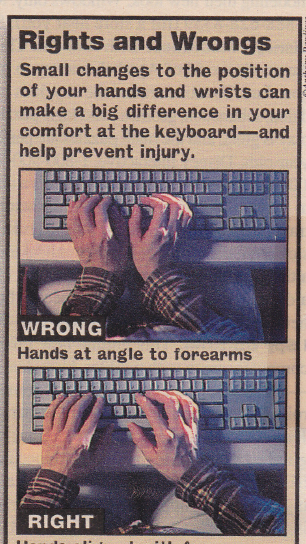 Rights and Wrongs
Small changes to the position
of your hands and wrists can
make a big difference in your
comfort at the keyboard—and
help prevent injury.
WRONG
Hands at angle to forearms
RIGHT